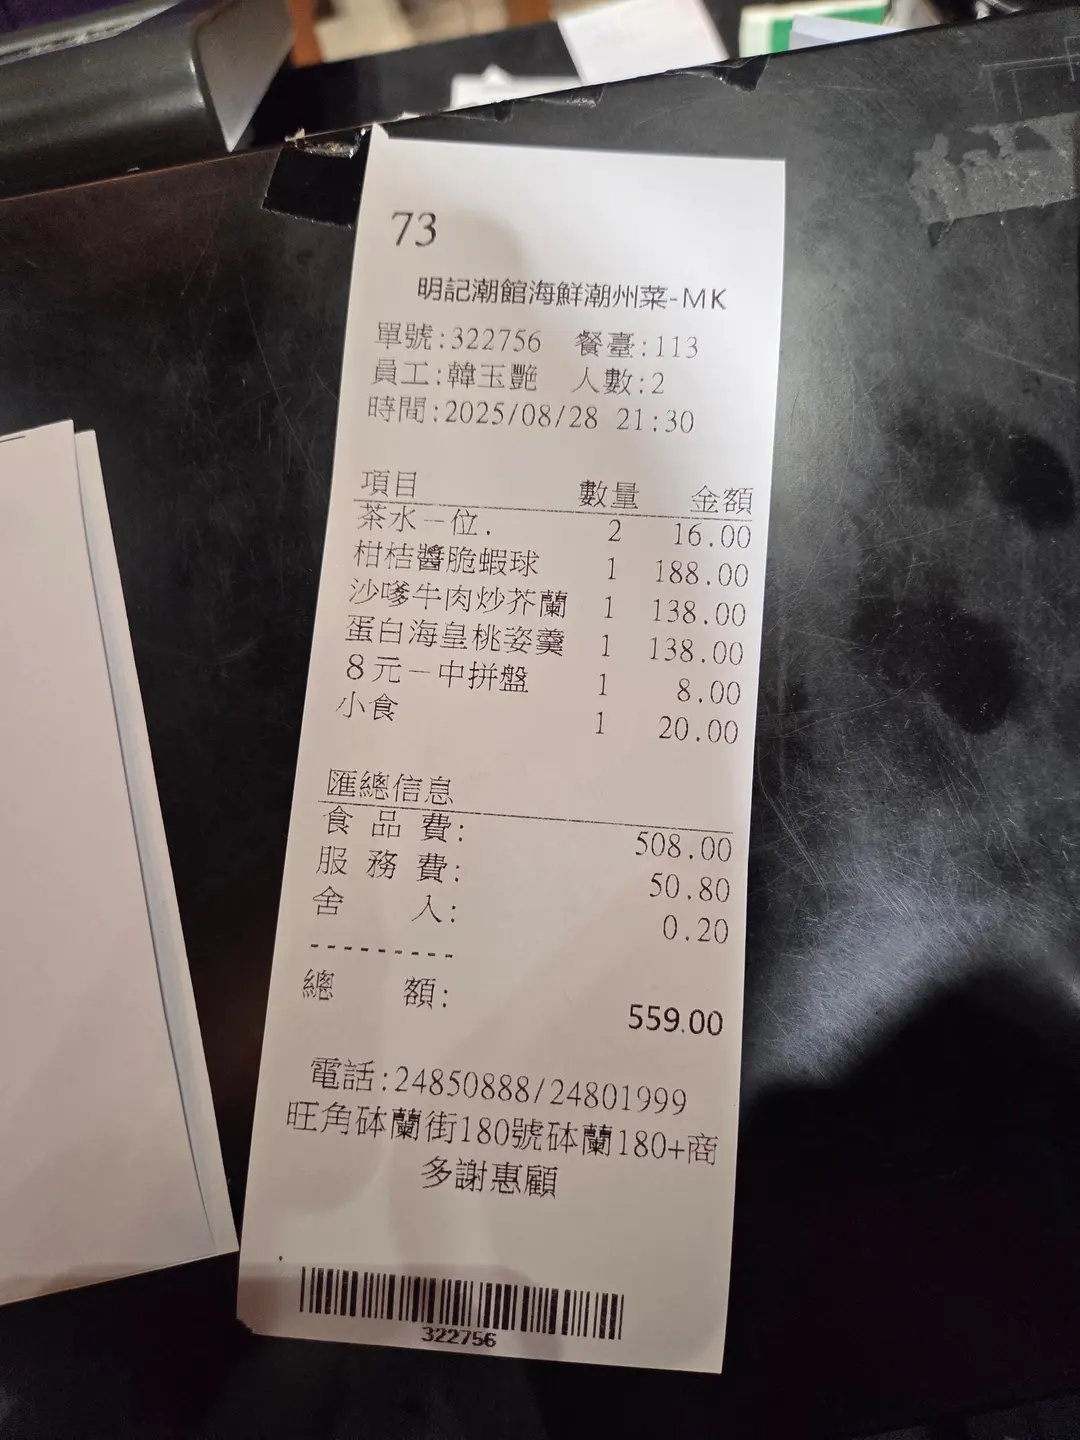 73
明記潮館海鮮潮州菜-MK
單號:322756 餐臺:113
員工:韓玉艷 人數:2
時間:2025/08/28 21:30
項目 數量 金額
茶水一位. 2 16.00
柑桔醬脆蝦球 1 188.00
沙嗲牛肉炒芥蘭 1 138.00
蛋白海皇桃姿羹 1 138.00
8元一中拼盤 1 8.00
小食 1 20.00
匯總信息
食品費: 508.00
服務費: 50.80
舍入: 0.20
---------
總額: 559.00
電話:24850888/24801999
旺角砵蘭街180號砵蘭180+商
多謝惠顧
322756